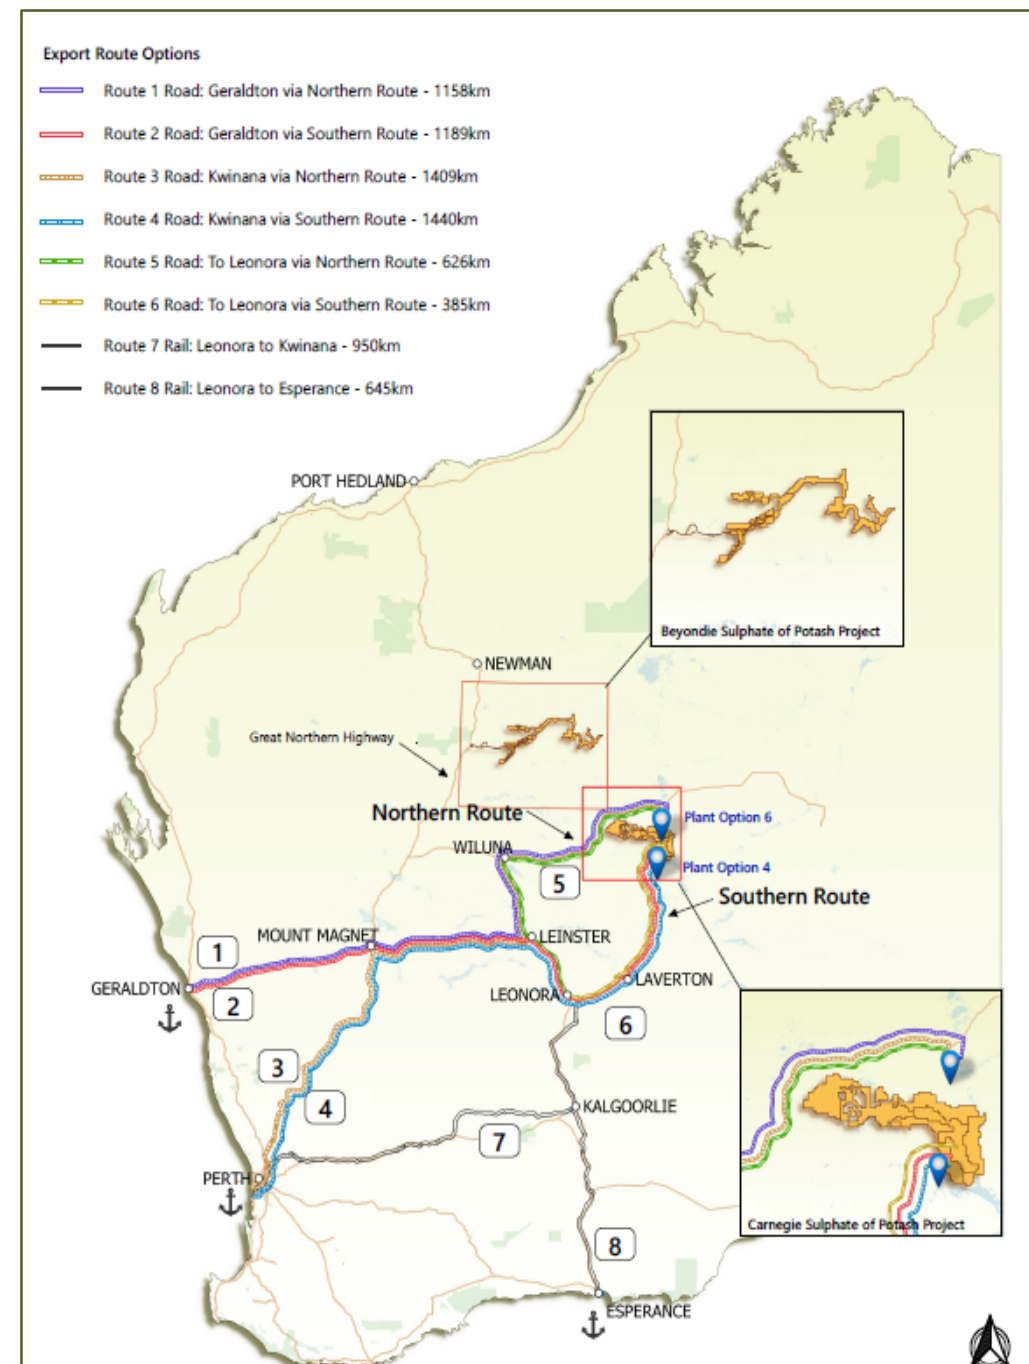 Export Route Options
Route 1 Road: Geraldton via Northern Route - 1158km
Route 2 Road: Geraldton via Southern Route - 1189km
Route 3 Road: Kwinana via Northern Route - 1409km
Route 4 Road: Kwinana via Southern Route - 1440km
Route 5 Road: To Leonora via Northern Route - 626km
Route 6 Road: To Leonora via Southern Route - 385km
Route 7 Rail: Leonora to Kwinana - 950km
Route 8 Rail: Leonora to Esperance - 645km
PORT HEDLAND
Beyondie Sulphate of Potash Project
NEWMAN
Great Northern Highway
Northern Route
Plant Option 6
WILUNA
Plant Option 4
5
Southern Route
MOUNT MAGNET
LEINSTER
1
GERALDTON
2
LEONORA
LAVERTON
6
3
4
KALGOORLIE
7
PERTH
Carnegie Sulphate of Potash Project
8
ESPERANCE